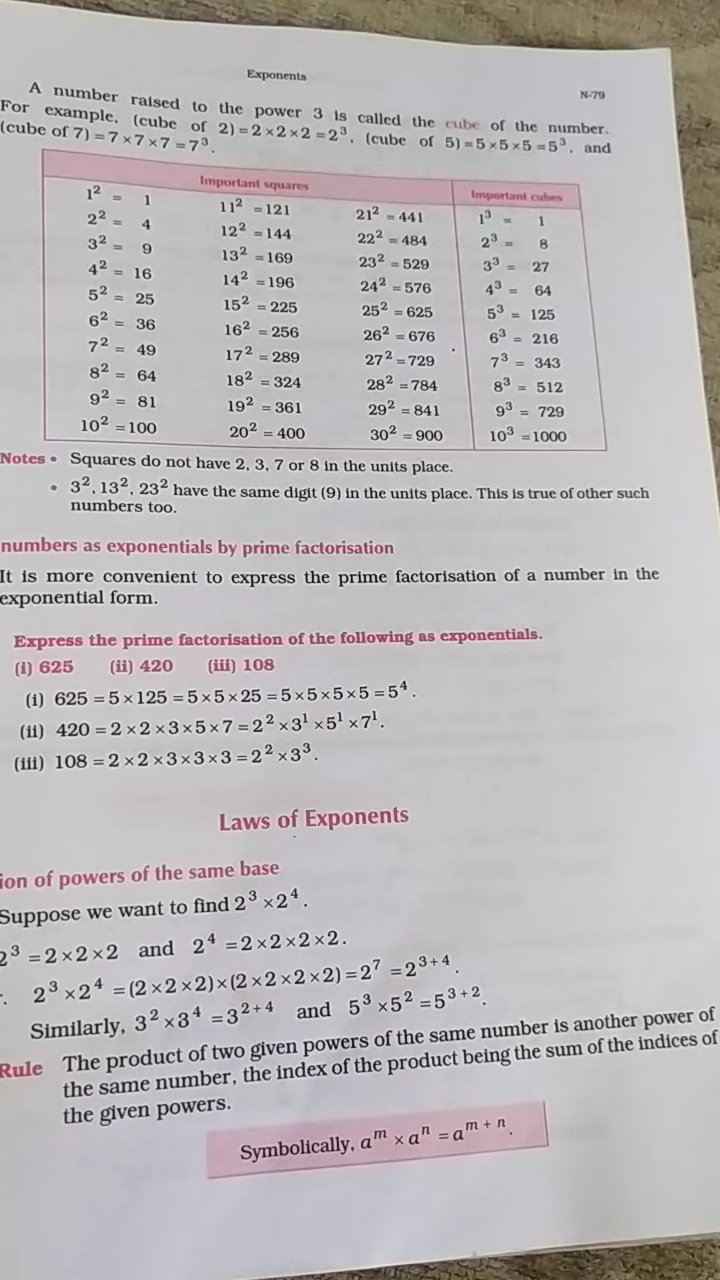 Exponents
N-79
A number raised to the power 3 is called the cube of the number.
For example, (cube of 2) = 2 × 2 × 2 = 2³, (cube of 5) = 5 × 5 × 5 = 5³, and
(cube of 7) = 7 × 7 × 7 = 7³.
Important squares Important cubes
1² = 1 11² = 121 21² = 441 1³ = 1
2² = 4 12² = 144 22² = 484 2³ = 8
3² = 9 13² = 169 23² = 529 3³ = 27
4² = 16 14² = 196 24² = 576 4³ = 64
5² = 25 15² = 225 25² = 625 5³ = 125
6² = 36 16² = 256 26² = 676 6³ = 216
7² = 49 17² = 289 27² = 729 7³ = 343
8² = 64 18² = 324 28² = 784 8³ = 512
9² = 81 19² = 361 29² = 841 9³ = 729
10² = 100 20² = 400 30² = 900 10³ = 1000
Notes • Squares do not have 2, 3, 7 or 8 in the units place.
• 3², 13², 23² have the same digit (9) in the units place. This is true of other such
numbers too.
numbers as exponentials by prime factorisation
It is more convenient to express the prime factorisation of a number in the
exponential form.
Express the prime factorisation of the following as exponentials.
(i) 625 (ii) 420 (iii) 108
(i) 625 = 5 × 125 = 5 × 5 × 25 = 5 × 5 × 5 × 5 = 5⁴.
(ii) 420 = 2 × 2 × 3 × 5 × 7 = 2² × 3¹ × 5¹ × 7¹.
(iii) 108 = 2 × 2 × 3 × 3 × 3 = 2² × 3³.
Laws of Exponents
ion of powers of the same base
Suppose we want to find 2³ × 2⁴.
2³ = 2 × 2 × 2 and 2⁴ = 2 × 2 × 2 × 2.
2³ × 2⁴ = (2 × 2 × 2) × (2 × 2 × 2 × 2) = 2⁷ = 2³⁺⁴.
Similarly, 3² × 3⁴ = 3²⁺⁴ and 5³ × 5² = 5³⁺².
Rule The product of two given powers of the same number is another power of
the same number, the index of the product being the sum of the indices of
the given powers.
Symbolically, aᵐ × aⁿ = aᵐ⁺ⁿ.